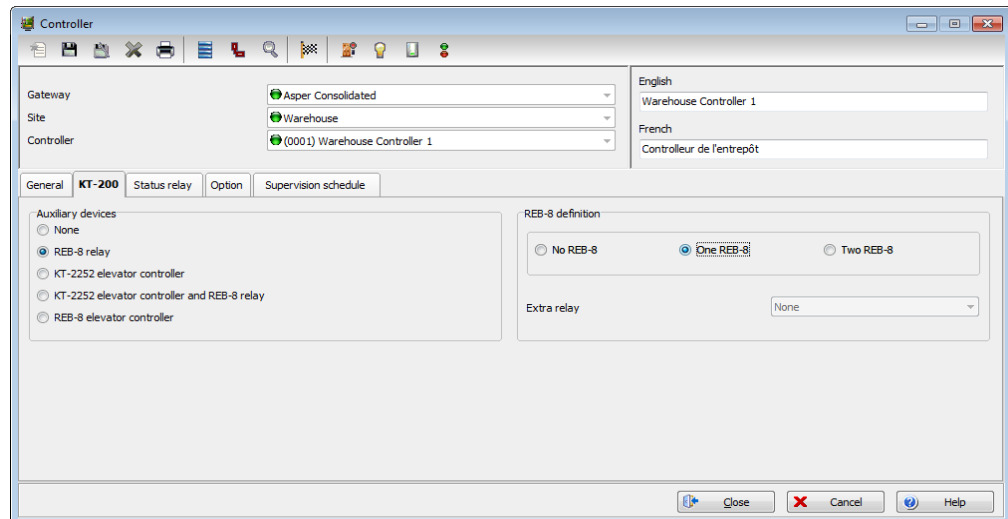 Controller
Gateway
Asper Consolidated
Site
Warehouse
Controller
(0001) Warehouse Controller 1
English
Warehouse Controller 1
French
Controlleur de l'entrepôt
General KT-200 Status relay Option Supervision schedule
Auxiliary devices
None
REB-8 relay
KT-2252 elevator controller
KT-2252 elevator controller and REB-8 relay
REB-8 elevator controller
REB-8 definition
No REB-8 One REB-8 Two REB-8
Extra relay None
Close Cancel Help